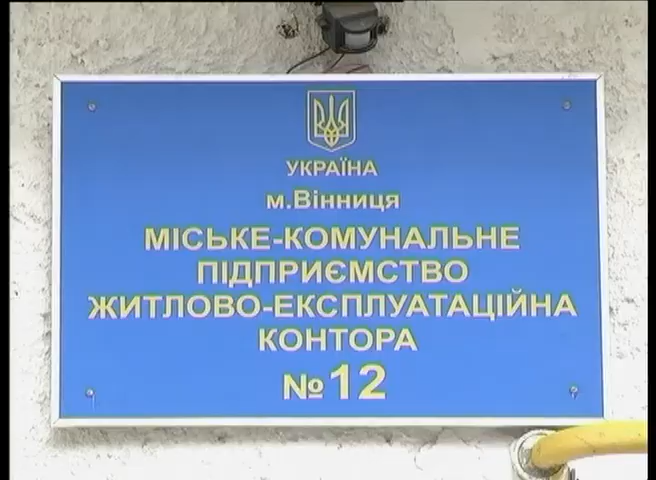 УКРАЇНА
м.Вінниця
МІСЬКЕ-КОМУНАЛЬНЕ
ПІДПРИЄМСТВО
ЖИТЛОВО-ЕКСПЛУАТАЦІЙНА
КОНТОРА
№12